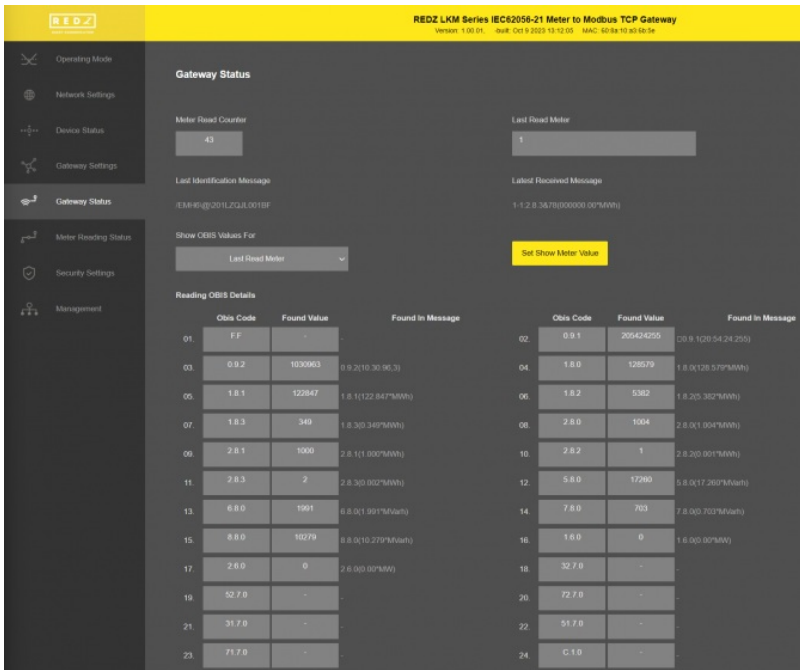 REDZ
REDZ LKM Series IEC62056-21 Meter to Modbus TCP Gateway
Version: 1.00.01. -built: Oct 9 2023 13:12:05 MAC: 60:8a:10:a3:6b:5e
Operating Mode
Network Settings
Device Status
Gateway Settings
Gateway Status
Meter Reading Status
Security Settings
Management
Gateway Status
Meter Read Counter
43
Last Read Meter
1
Last Identification Message
Latest Received Message
1-1:2.8.3&78(000000.00*MWh)
Show OBIS Values For
Last Read Meter
Set Show Meter Value
Reading OBIS Details
Obis Code Found Value Found In Message Obis Code Found Value Found In Message
01. F.F - - 02. 0.9.1 205424255 0.9.1(20:54:24.255)
03. 0.9.2 1030963 0.9.2(10.30.96,3) 04. 1.8.0 128579 1.8.0(128.579*MWh)
05. 1.8.1 122847 1.8.1(122.847*MWh) 06. 1.8.2 5382 1.8.2(5.382*MWh)
07. 1.8.3 349 1.8.3(0.349*MWh) 08. 2.8.0 1004 2.8.0(1.004*MWh)
09. 2.8.1 1000 2.8.1(1.000*MWh) 10. 2.8.2 1 2.8.2(0.001*MWh)
11. 2.8.3 2 2.8.3(0.002*MWh) 12. 5.8.0 17260 5.8.0(17.260*MVarh)
13. 6.8.0 1991 6.8.0(1.991*MVarh) 14. 7.8.0 703 7.8.0(0.703*MVarh)
15. 8.8.0 10279 8.8.0(10.279*MVarh) 16. 1.6.0 0 1.6.0(0.00*MW)
17. 2.6.0 0 2.6.0(0.00*MW) 18. 32.7.0 - -
19. 52.7.0 - - 20. 72.7.0 - -
21. 31.7.0 - - 22. 51.7.0 - -
23. 71.7.0 - - 24. C.1.0 - -